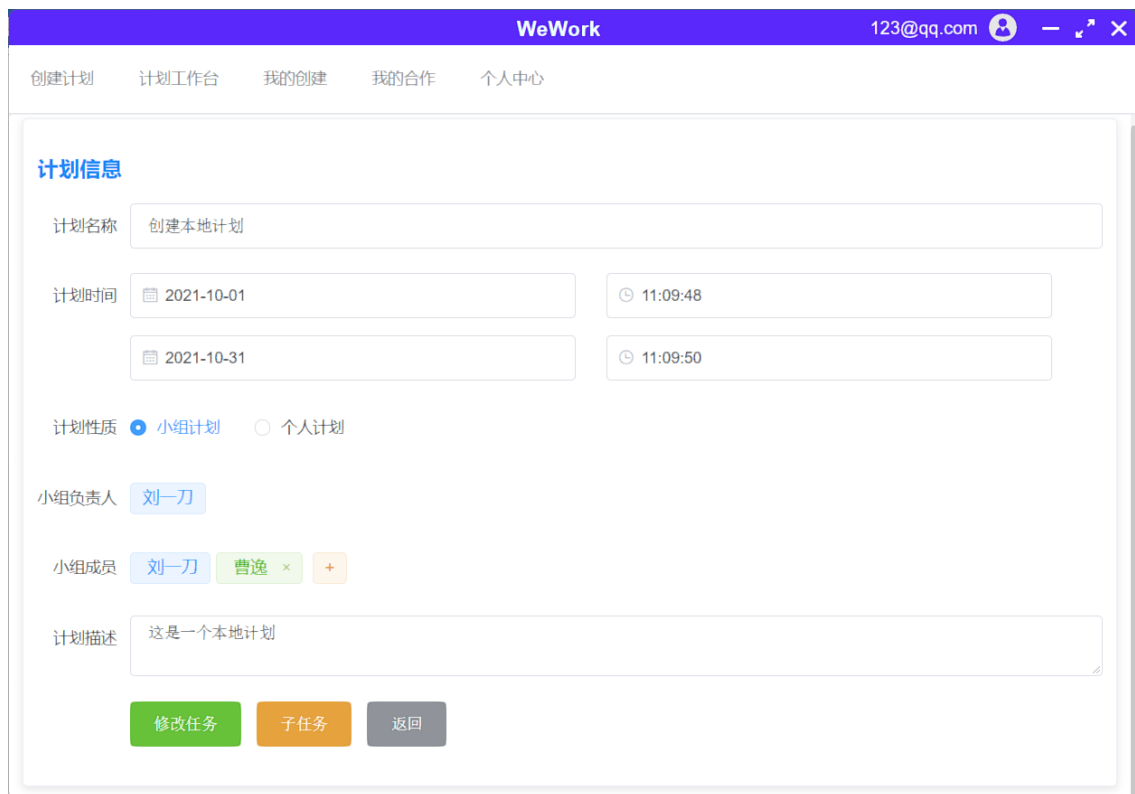 WeWork 123@qq.com
创建计划 计划工作台 我的创建 我的合作 个人中心
计划信息
计划名称 创建本地计划
计划时间 2021-10-01 11:09:48
2021-10-31 11:09:50
计划性质 小组计划 个人计划
小组负责人 刘一刀
小组成员 刘一刀 曹逸 × +
计划描述 这是一个本地计划
修改任务 子任务 返回